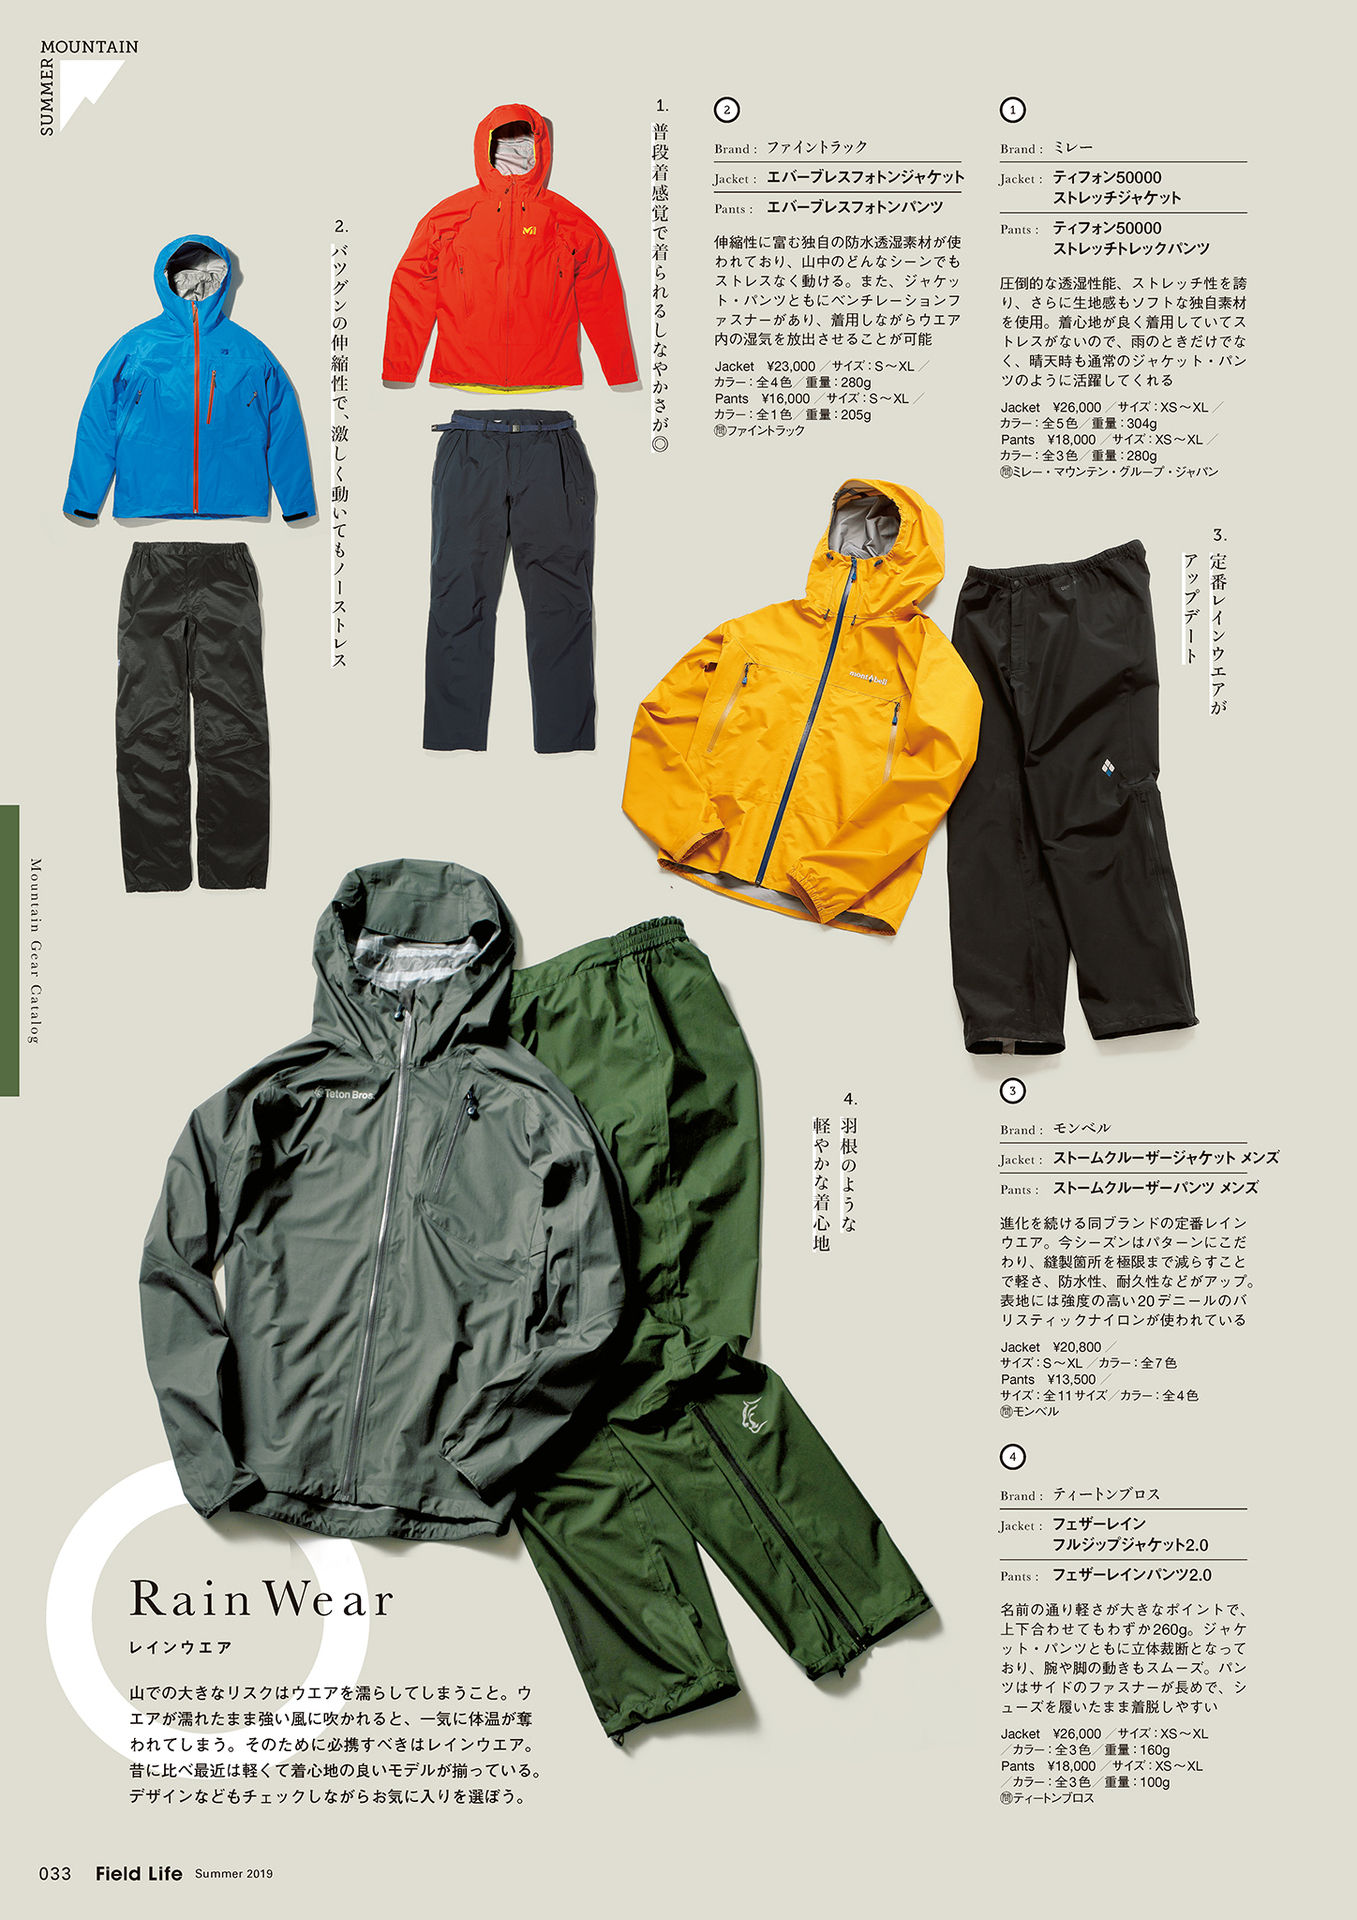 MOUNTAIN
SUMMER
1.
普段着感覚で着られるしなやかさが◎
2.
バツグンの伸縮性で、激しく動いてもノーストレス
①
Brand : ミレー
Jacket : ティフォン50000
ストレッチジャケット
Pants : ティフォン50000
ストレッチトレックパンツ
圧倒的な透湿性能、ストレッチ性を誇
り、さらに生地感もソフトな独自素材
を使用。着心地が良く着用していてス
トレスがないので、雨のときだけでな
く、晴天時も通常のジャケット・パン
ツのように活躍してくれる
Jacket ¥26,000 ／サイズ：XS〜XL ／
カラー：全5色／重量：304g
Pants ¥18,000 ／サイズ：XS〜XL ／
カラー：全3色／重量：280g
㉄ミレー・マウンテン・グループ・ジャパン
②
Brand : ファイントラック
Jacket : エバーブレスフォトンジャケット
Pants : エバーブレスフォトンパンツ
伸縮性に富む独自の防水透湿素材が使
われており、山中のどんなシーンでも
ストレスなく動ける。また、ジャケッ
ト・パンツともにベンチレーションフ
ァスナーがあり、着用しながらウエア
内の湿気を放出させることが可能
Jacket ¥23,000 ／サイズ：S〜XL ／
カラー：全4色／重量：280g
Pants ¥16,000 ／サイズ：S〜XL ／
カラー：全1色／重量：205g
㉄ファイントラック
3.
定番レインウエアが
アップデート
mont-bell
Mountain Gear Catalog
Teton Bros.
4.
羽根のような
軽やかな着心地
③
Brand : モンベル
Jacket : ストームクルーザージャケット メンズ
Pants : ストームクルーザーパンツ メンズ
進化を続ける同ブランドの定番レイン
ウエア。今シーズンはパターンにこだ
わり、縫製箇所を極限まで減らすこと
で軽さ、防水性、耐久性などがアップ。
表地には強度の高い20デニールのバ
リスティックナイロンが使われている
Jacket ¥20,800 ／
サイズ：S〜XL ／カラー：全7色
Pants ¥13,500 ／
サイズ：全11サイズ／カラー：全4色
㉄モンベル
④
Brand : ティートンブロス
Jacket : フェザーレイン
フルジップジャケット2.0
Pants : フェザーレインパンツ2.0
名前の通り軽さが大きなポイントで、
上下合わせてもわずか260g。ジャケ
ット・パンツともに立体裁断となって
おり、腕や脚の動きもスムーズ。パン
ツはサイドのファスナーが長めで、シ
ューズを履いたまま着脱しやすい
Jacket ¥26,000 ／サイズ：XS〜XL
／カラー：全3色／重量：160g
Pants ¥18,000 ／サイズ：XS〜XL
／カラー：全3色／重量：100g
㉄ティートンブロス
Rain Wear
レインウエア
山での大きなリスクはウエアを濡らしてしまうこと。ウ
エアが濡れたまま強い風に吹かれると、一気に体温が奪
われてしまう。そのために必携すべきはレインウエア。
昔に比べ最近は軽くて着心地の良いモデルが揃っている。
デザインなどもチェックしながらお気に入りを選ぼう。
033 Field Life Summer 2019